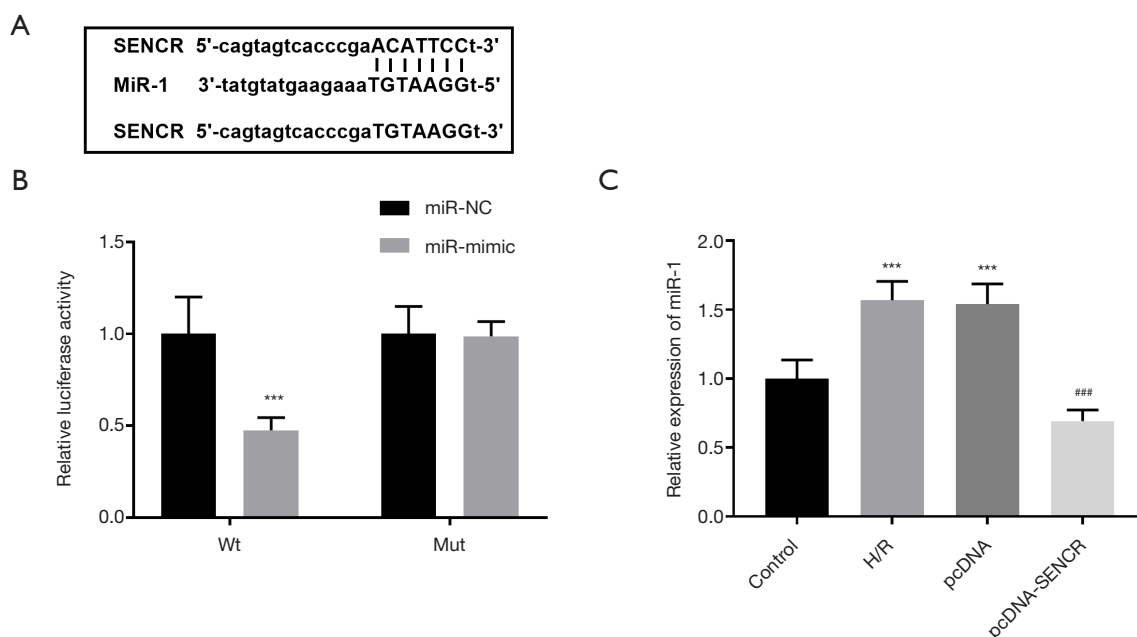 A
SENCR 5'-cagtagtcacccgaACATTCCt-3'
MiR-1 3'-tatgtatgaagaaaTGTAAGGt-5'
SENCR 5'-cagtagtcacccgaTGTAAGGt-3'
B
miR-NC
miR-mimic
Relative luciferase activity
1.5
1.0
0.5
0.0
***
Wt
Mut
C
Relative expression of miR-1
2.0
1.5
1.0
0.5
0.0
***
***
###
Control
H/R
pcDNA
pcDNA-SENCR